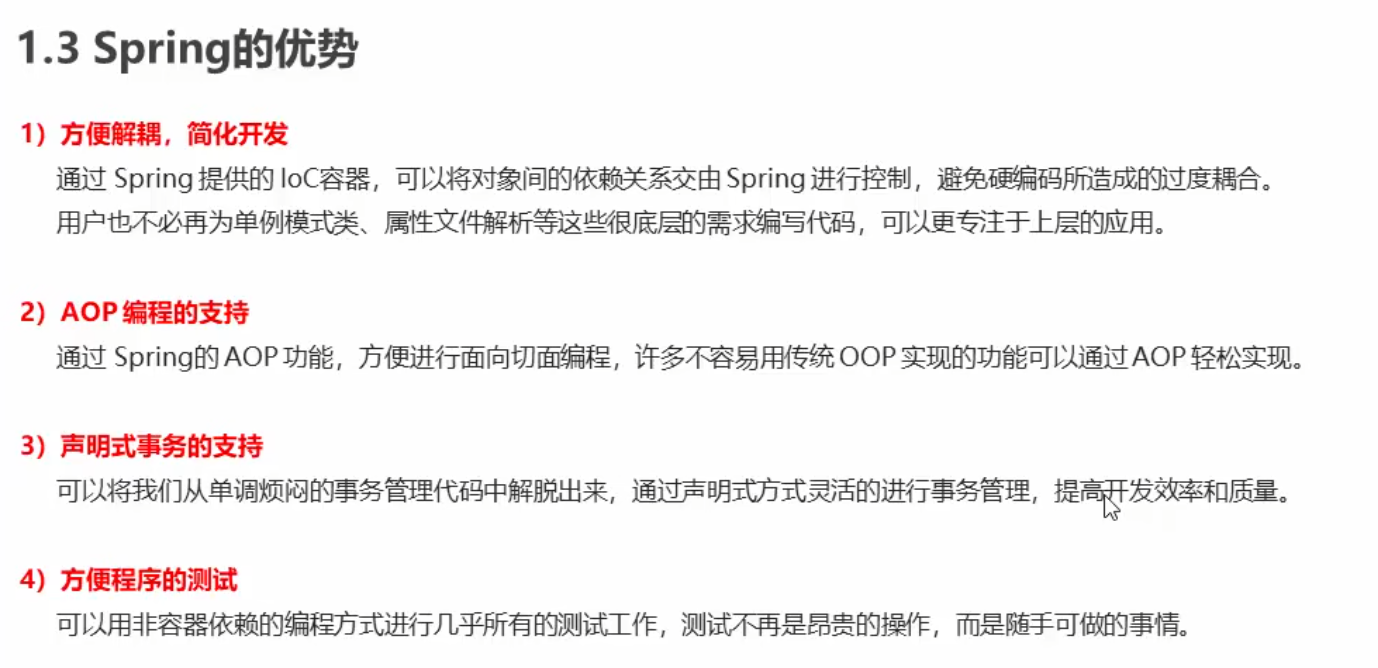 1.3 Spring的优势
1）方便解耦，简化开发
通过 Spring 提供的 IoC容器，可以将对象间的依赖关系交由 Spring 进行控制，避免硬编码所造成的过度耦合。
用户也不必再为单例模式类、属性文件解析等这些很底层的需求编写代码，可以更专注于上层的应用。
2）AOP 编程的支持
通过 Spring的 AOP 功能，方便进行面向切面编程，许多不容易用传统 OOP 实现的功能可以通过 AOP 轻松实现。
3）声明式事务的支持
可以将我们从单调烦闷的事务管理代码中解脱出来，通过声明式方式灵活的进行事务管理，提高开发效率和质量。
4）方便程序的测试
可以用非容器依赖的编程方式进行几乎所有的测试工作，测试不再是昂贵的操作，而是随手可做的事情。